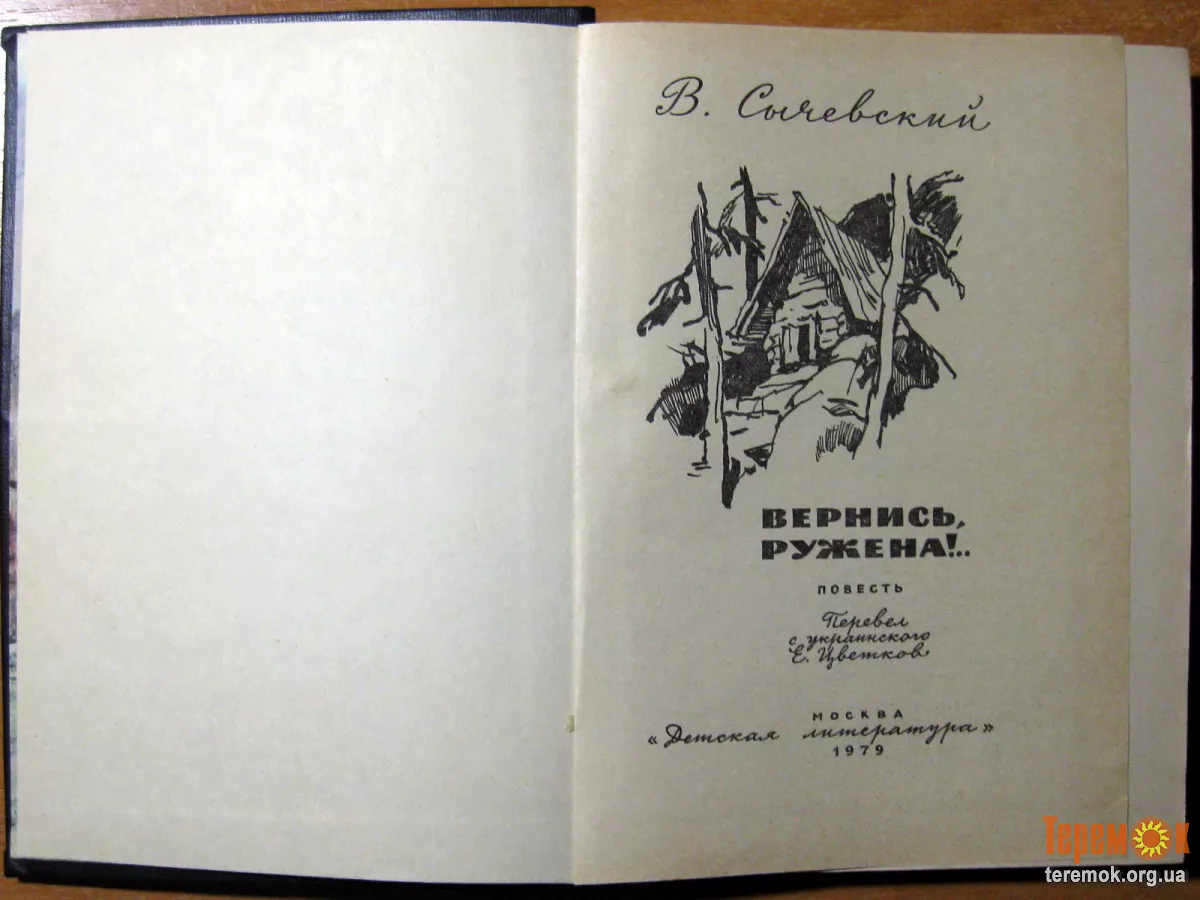 В. Сычевский
ВЕРНИСЬ,
РУЖЕНА!..
ПОВЕСТЬ
Перевел
с украинского
Е. Цветков
МОСКВА
«Детская литература»
1979
Теремок
teremok.org.ua